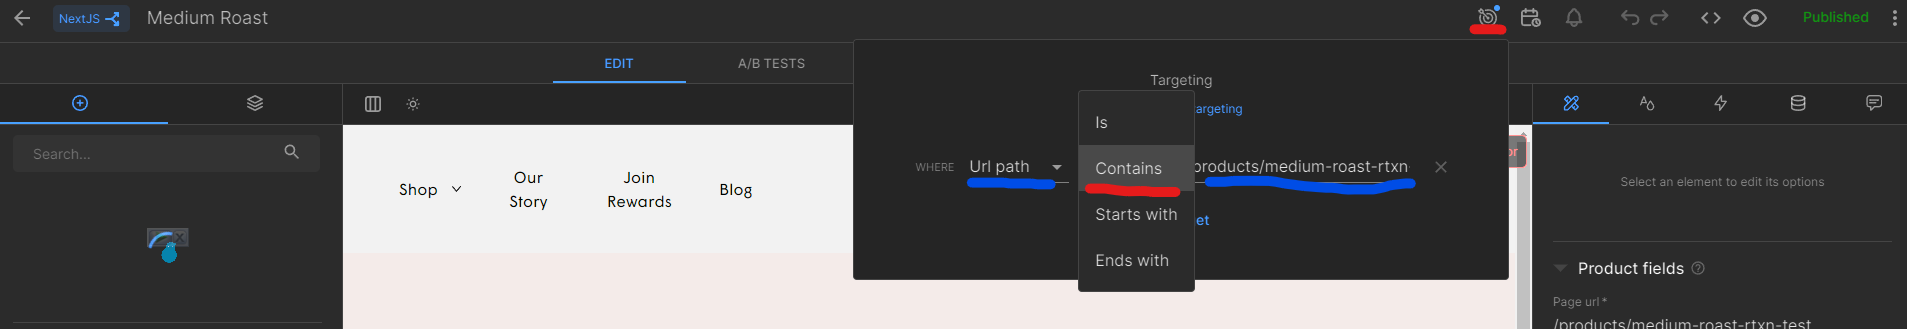 NextJS
Medium Roast
Published
EDIT
A/B TESTS
Targeting
argeting
Is
Search...
Shop
Our
Story
Join
Rewards
Blog
WHERE
Url path
Contains
products/medium-roast-rtxn-
Starts with
et
Ends with
or
Select an element to edit its options
Product fields
Page url *
/products/medium-roast-rtxn-test